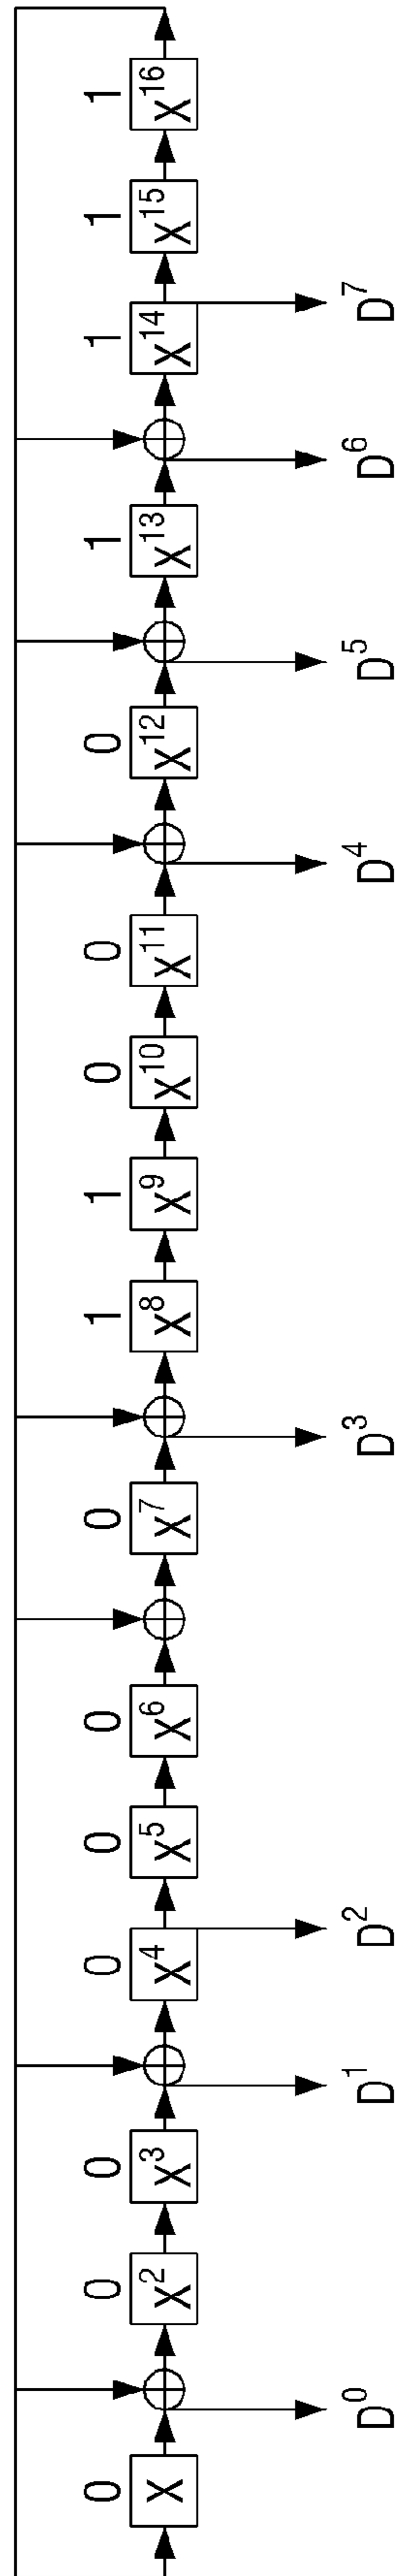 0 0 0 0 0 0 0 1 1 0 0 0 1 1 1 1
X X² X³ X⁴ X⁵ X⁶ X⁷ X⁸ X⁹ X¹⁰ X¹¹ X¹² X¹³ X¹⁴ X¹⁵ X¹⁶
D⁰ D¹ D² D³ D⁴ D⁵ D⁶ D⁷